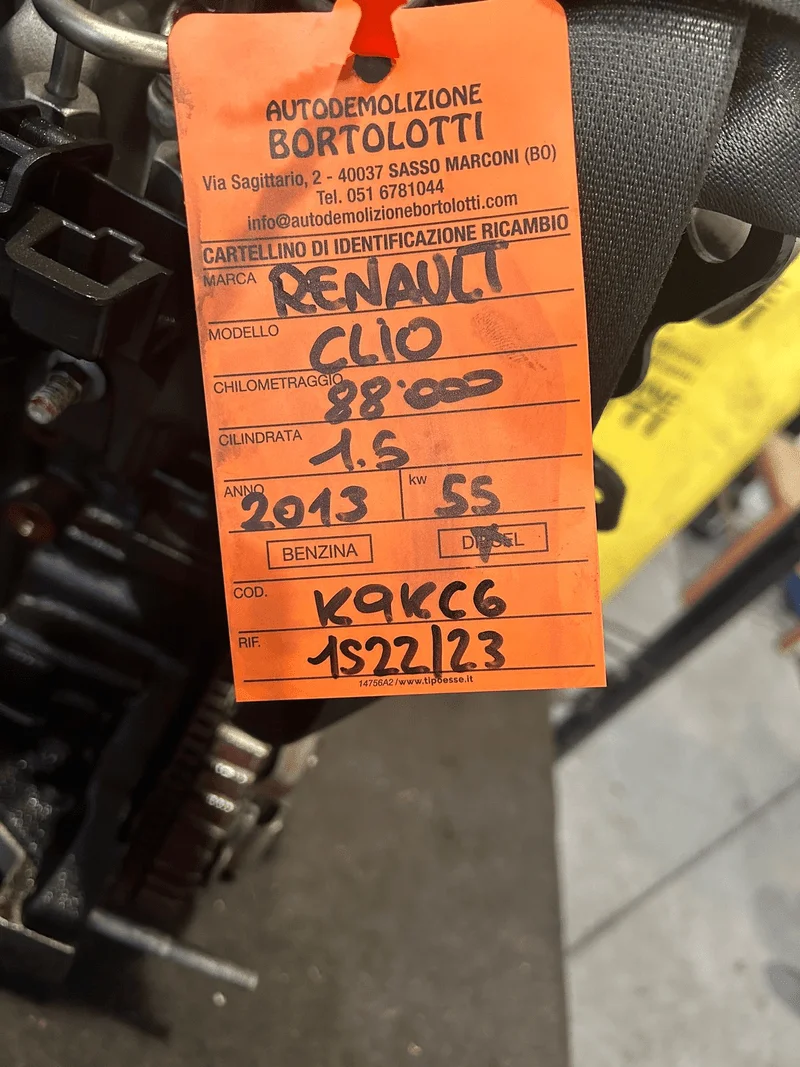 AUTODEMOLIZIONE
BORTOLOTTI
Via Sagittario, 2 - 40037 SASSO MARCONI (BO)
Tel. 051 6781044
info@autodemolizionebortolotti.com
CARTELLINO DI IDENTIFICAZIONE RICAMBIO
MARCA RENAULT
MODELLO CLIO
CHILOMETRAGGIO 88'000
CILINDRATA 1.5
ANNO 2013 kw 55
BENZINA DIESEL
COD. K9KC6
RIF. 1S22/23
14756A2 / www.tipoesse.it